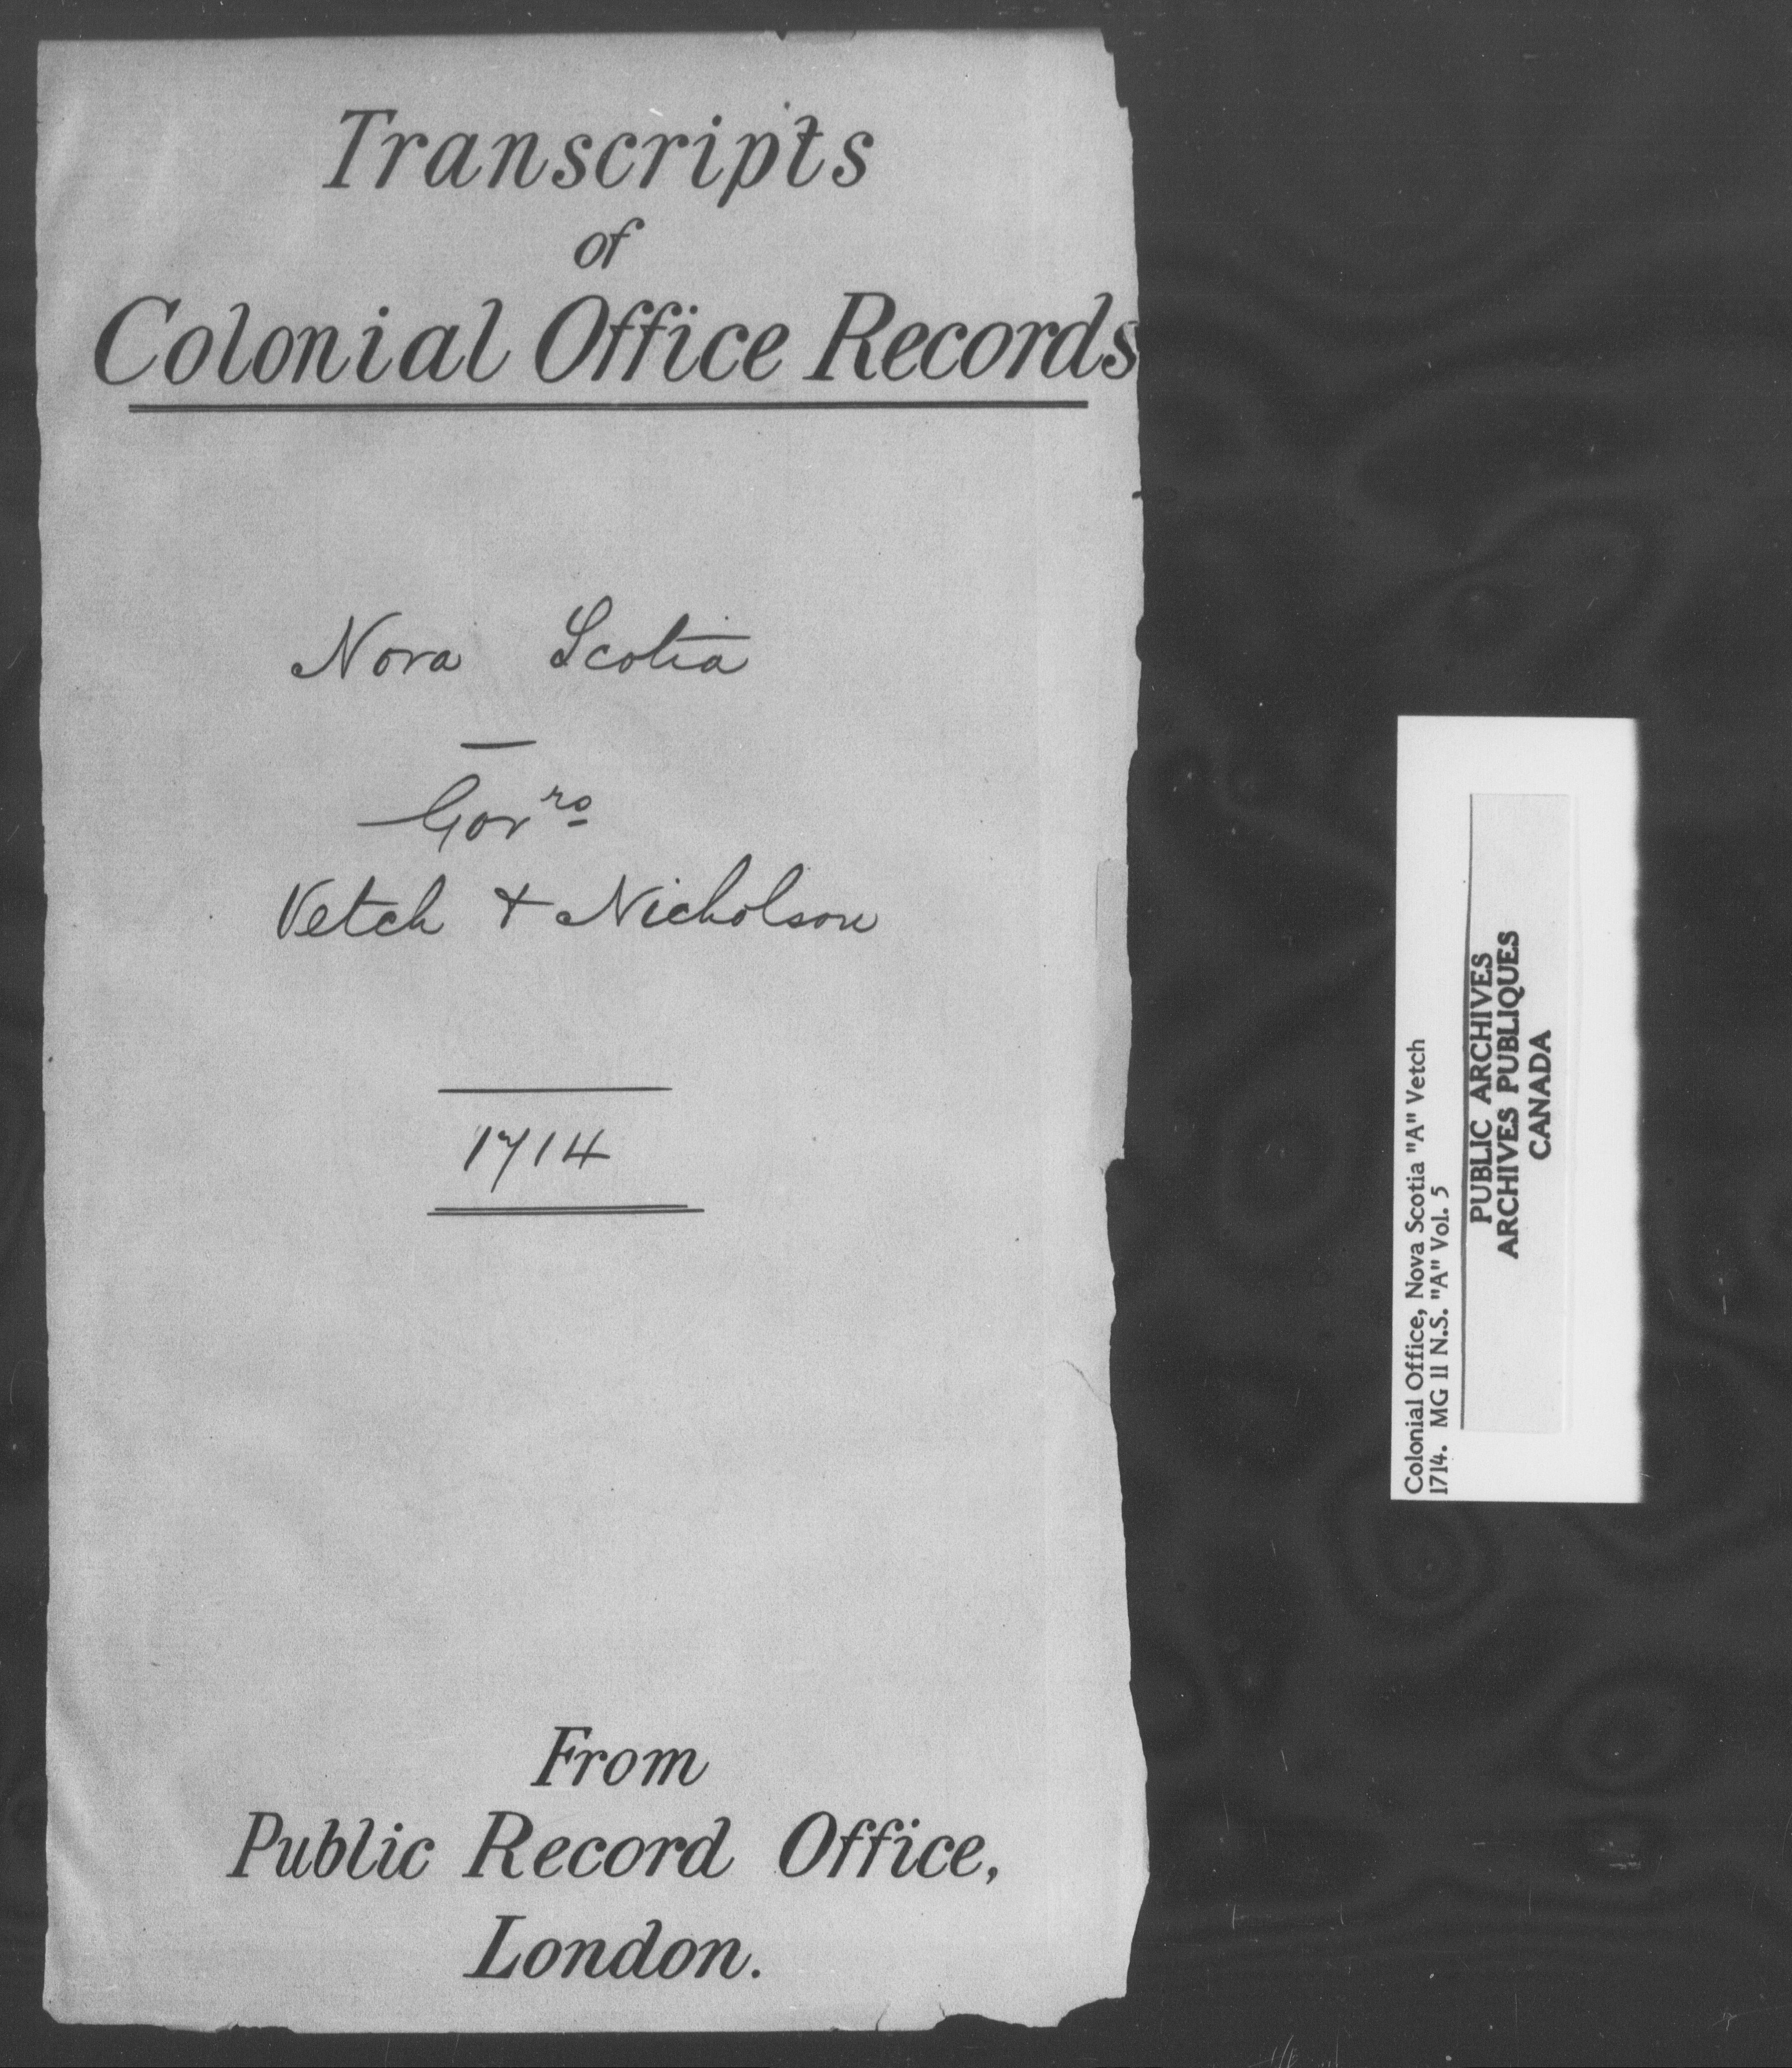 Transcripts
of
Colonial Office Records
Nova Scotia
Govrs
Vetch + Nicholson
1714
From
Public Record Office,
London.
Colonial Office, Nova Scotia "A" Vetch
1714. MG 11 N.S. "A" Vol. 5
PUBLIC ARCHIVES
ARCHIVES PUBLIQUES
CANADA